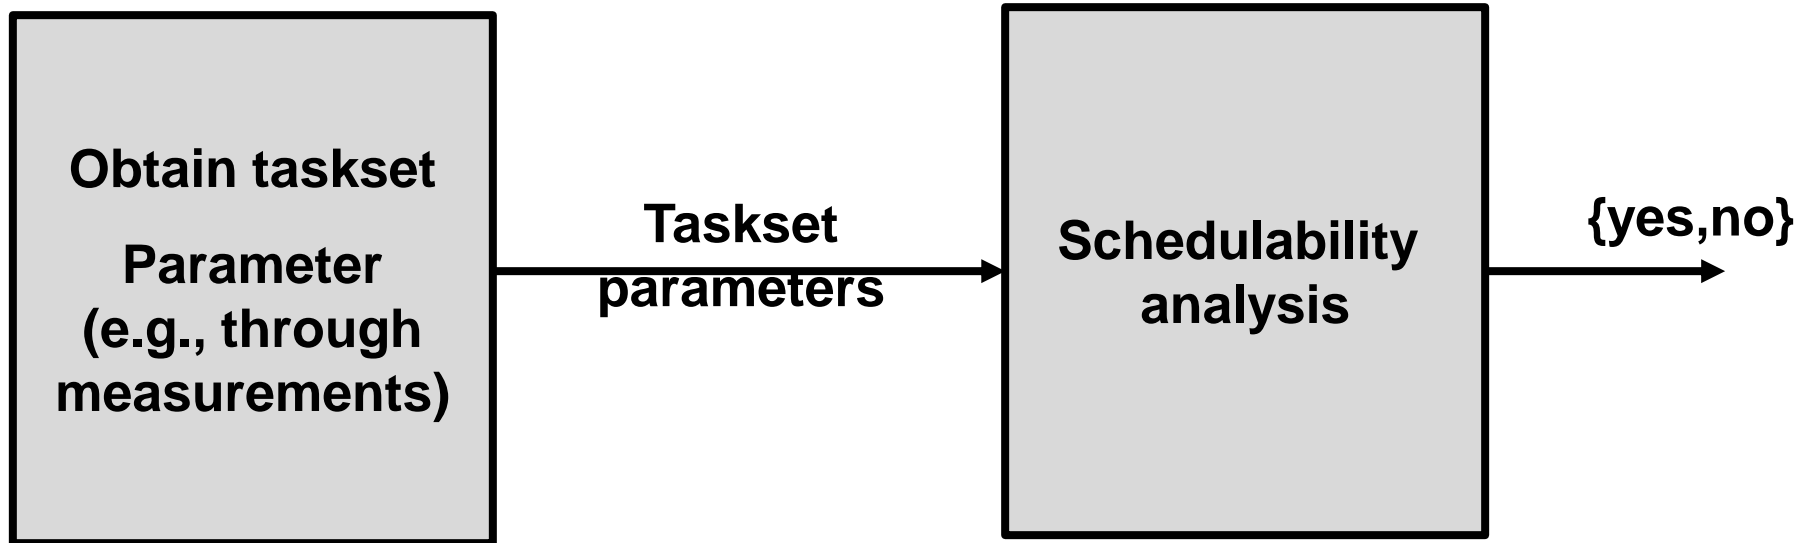 Obtain taskset
Parameter
(e.g., through
measurements)
Taskset
parameters
Schedulability
analysis
{yes,no}